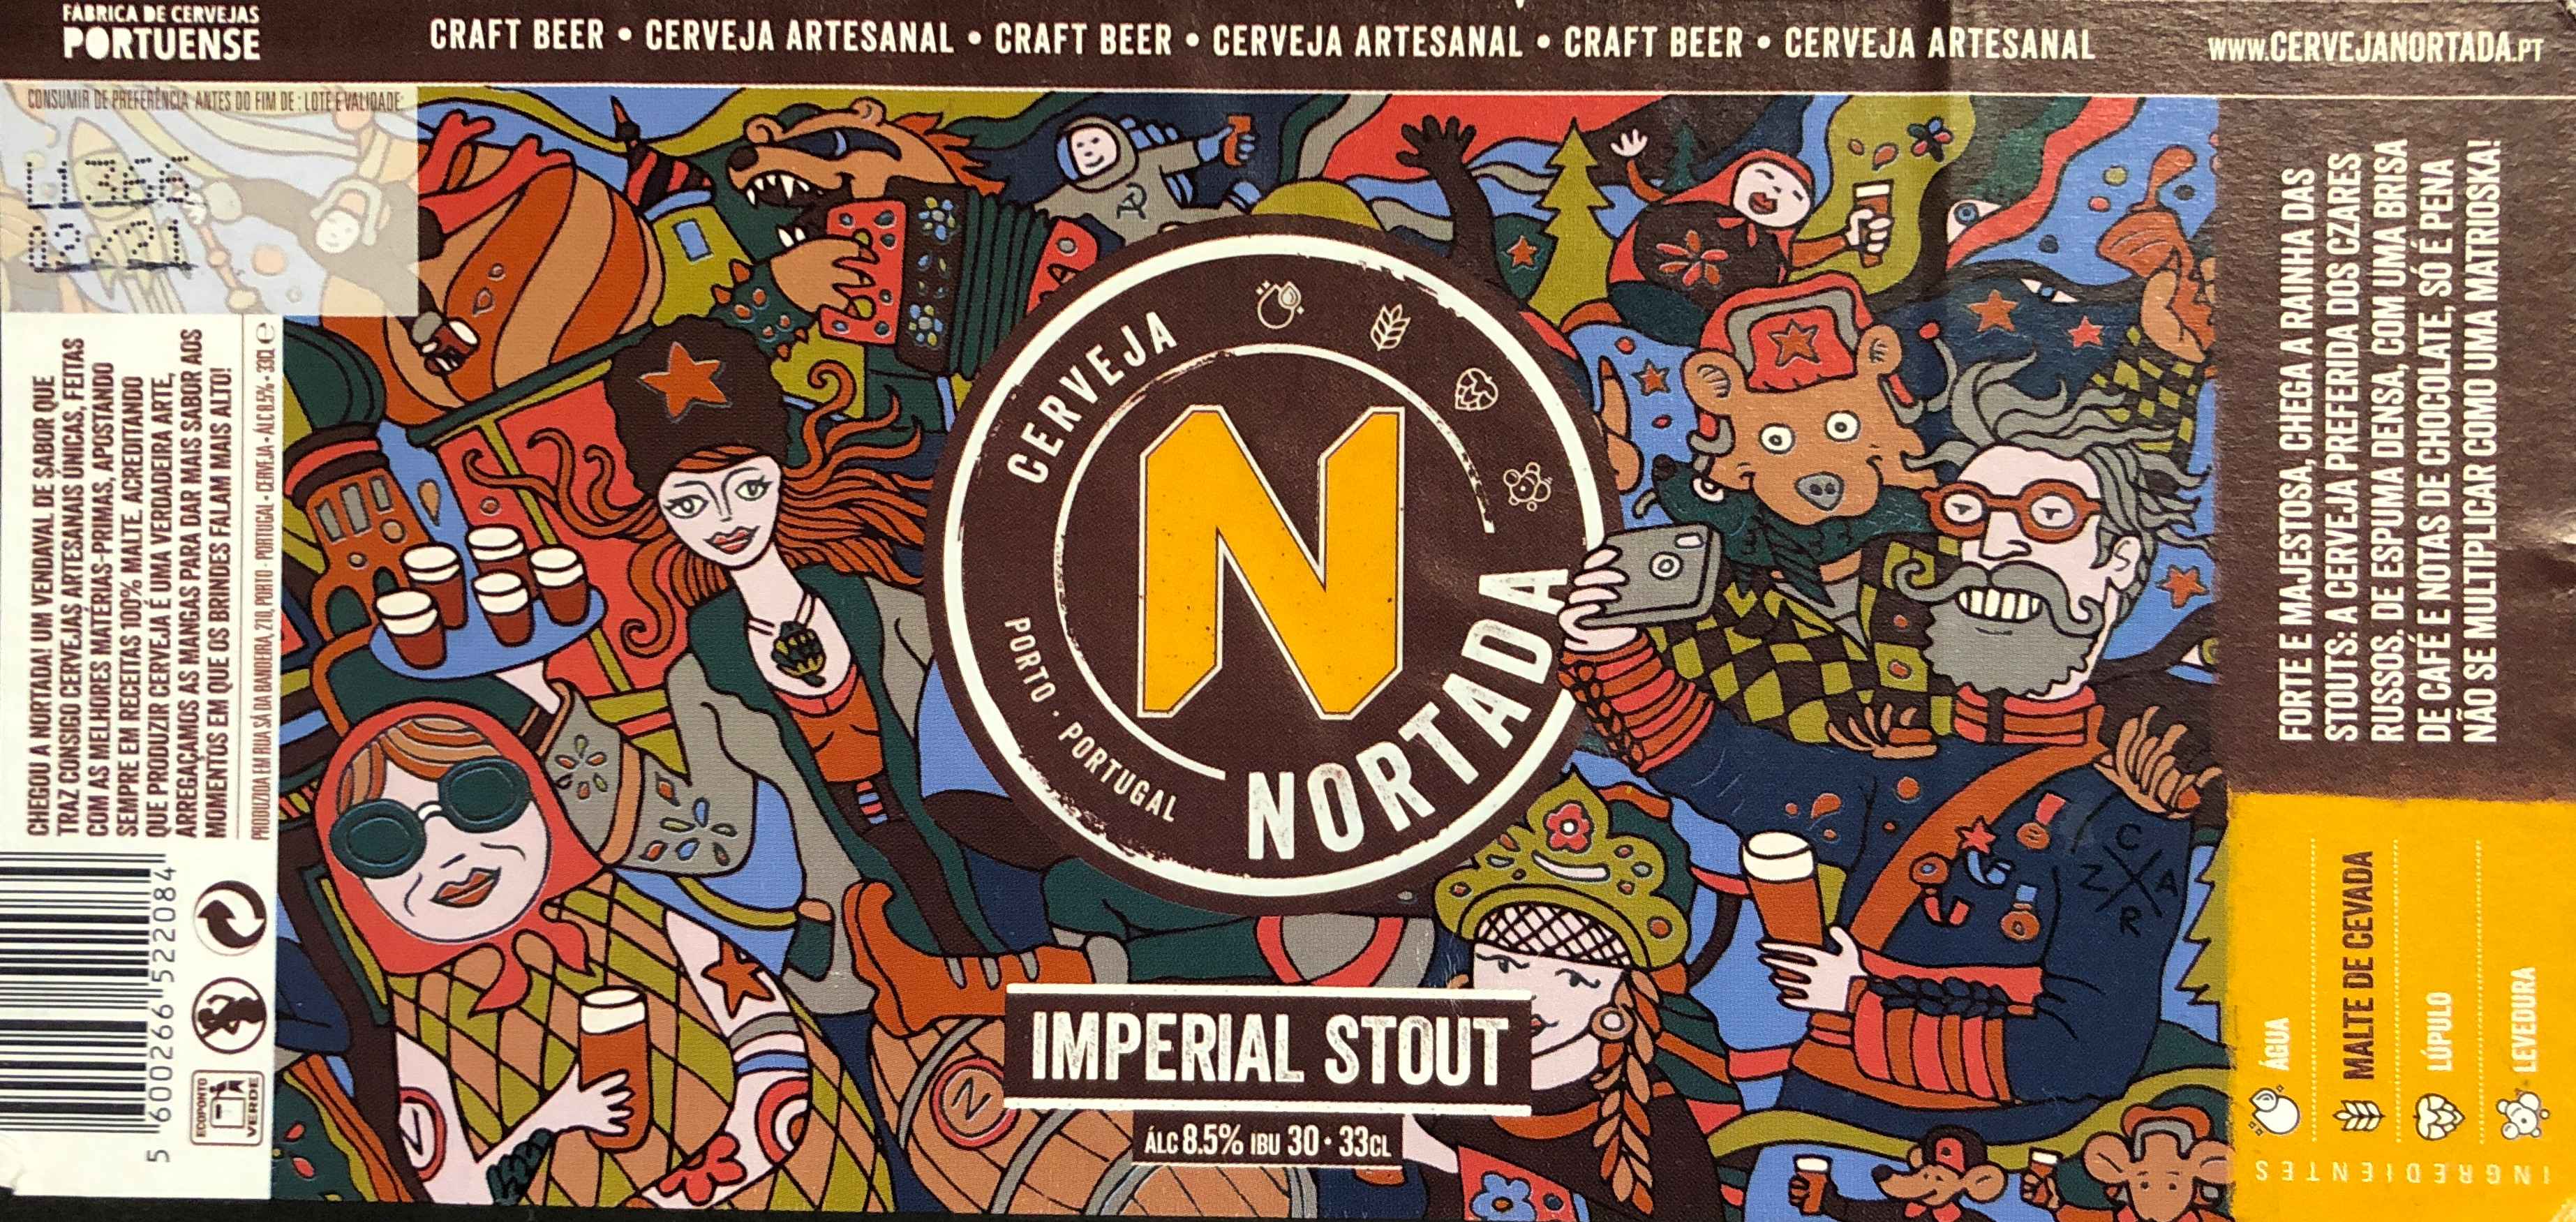 FÁBRICA DE CERVEJAS
PORTUENSE
CRAFT BEER • CERVEJA ARTESANAL • CRAFT BEER • CERVEJA ARTESANAL • CRAFT BEER • CERVEJA ARTESANAL
www.CERVEJANORTADA.PT
CONSUMIR DE PREFERÊNCIA ANTES DO FIM DE : LOTE E VALIDADE:
CHEGOU A NORTADA! UM VENDAVAL DE SABOR QUE
TRAZ CONSIGO CERVEJAS ARTESANAIS ÚNICAS, FEITAS
COM AS MELHORES MATÉRIAS-PRIMAS, APOSTANDO
SEMPRE EM RECEITAS 100% MALTE. ACREDITANDO
QUE PRODUZIR CERVEJA É UMA VERDADEIRA ARTE,
ARREGAÇAMOS AS MANGAS PARA DAR MAIS SABOR AOS
MOMENTOS EM QUE OS BRINDES FALAM MAIS ALTO!
PRODUZIDA EM RUA SÁ DA BANDEIRA, 210, PORTO · PORTUGAL · CERVEJA · ÁLC 8.5% · 33cl e
5 600266 522084
ECOPONTO
VERDE
CERVEJA
N
NORTADA
PORTO · PORTUGAL
IMPERIAL STOUT
ÁLC 8.5% IBU 30 · 33CL
N
N
CZAR
FORTE E MAJESTOSA, CHEGA A RAINHA DAS
STOUTS: A CERVEJA PREFERIDA DOS CZARES
RUSSOS. DE ESPUMA DENSA, COM UMA BRISA
DE CAFÉ E NOTAS DE CHOCOLATE, SÓ É PENA
NÃO SE MULTIPLICAR COMO UMA MATRIOSKA!
INGREDIENTES
ÁGUA
MALTE DE CEVADA
LÚPULO
LEVEDURA